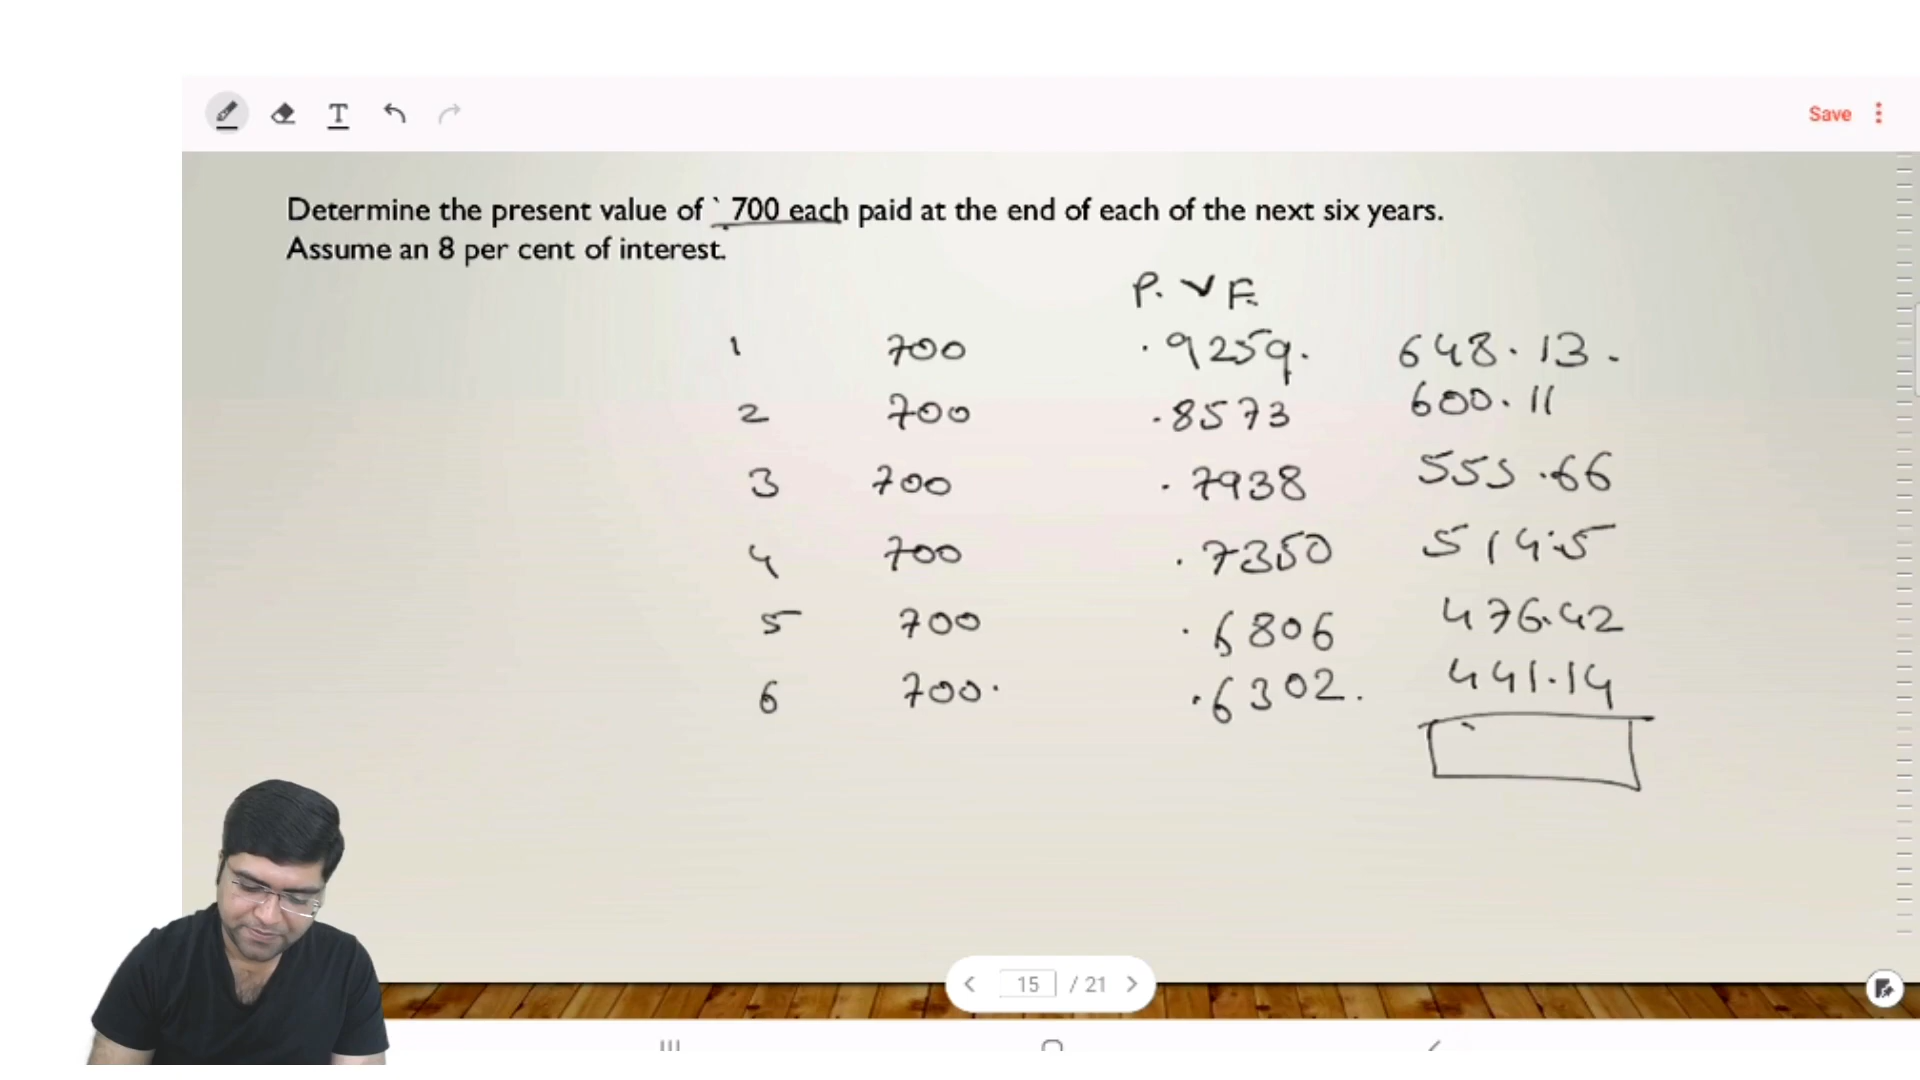 T
Save
Determine the present value of ` 700 each paid at the end of each of the next six years.
Assume an 8 per cent of interest.
P. V F.
1 700 .9259. 648.13.
2 700 .8573 600.11
3 700 .7938 555.66
4 700 .7350 514.5
5 700 .6806 476.42
6 700. .6302. 441.14
15 / 21